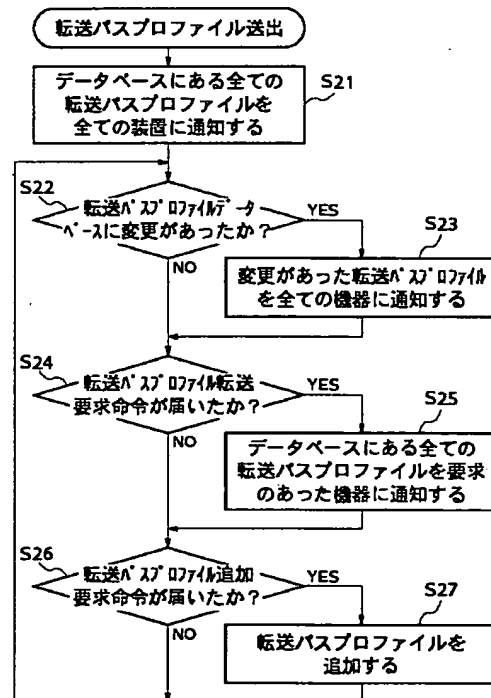 転送パスプロファイル送出
データベースにある全ての
転送パスプロファイルを
全ての装置に通知する
S21
S22
転送ﾊﾟｽﾌﾟﾛﾌｧｲﾙﾃﾞｰﾀ
ﾍﾞｰｽに変更があったか？
YES
NO
S23
変更があった転送ﾊﾟｽﾌﾟﾛﾌｧｲﾙ
を全ての機器に通知する
S24
転送ﾊﾟｽﾌﾟﾛﾌｧｲﾙ転送
要求命令が届いたか？
YES
NO
S25
データベースにある全ての
転送パスプロファイルを要求
のあった機器に通知する
S26
転送ﾊﾟｽﾌﾟﾛﾌｧｲﾙ追加
要求命令が届いたか？
YES
NO
S27
転送パスプロファイルを
追加する